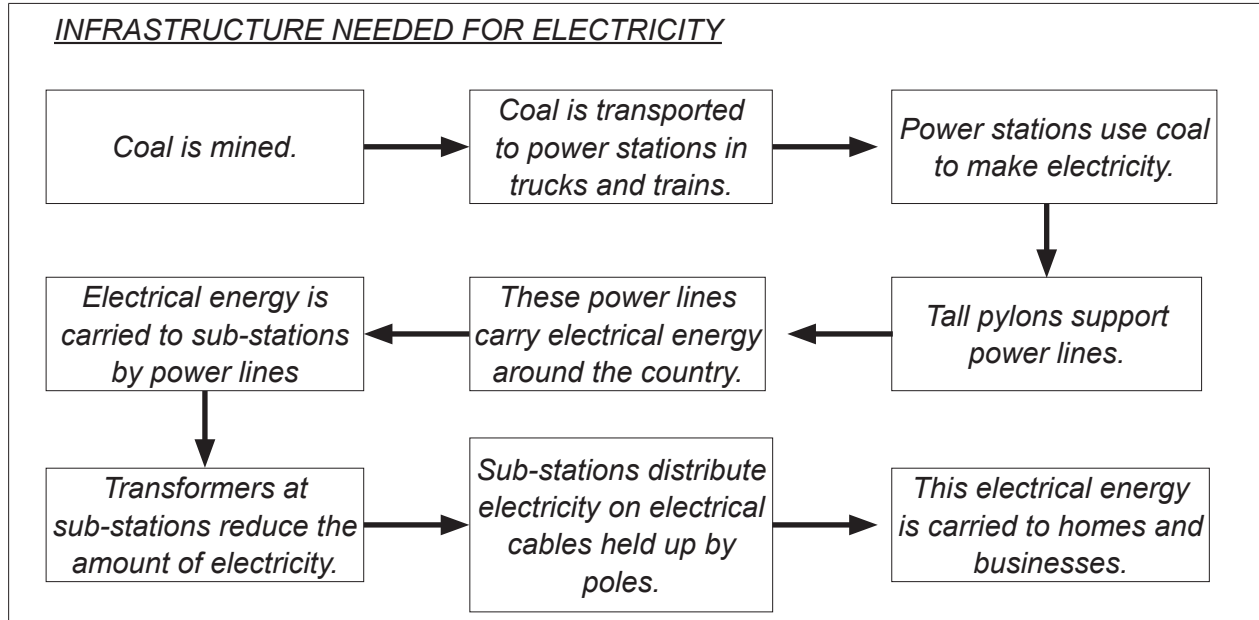 INFRASTRUCTURE NEEDED FOR ELECTRICITY
Coal is mined.
Coal is transported
to power stations in
trucks and trains.
Power stations use coal
to make electricity.
Tall pylons support
power lines.
These power lines
carry electrical energy
around the country.
Electrical energy is
carried to sub-stations
by power lines
Transformers at
sub-stations reduce the
amount of electricity.
Sub-stations distribute
electricity on electrical
cables held up by
poles.
This electrical energy
is carried to homes and
businesses.